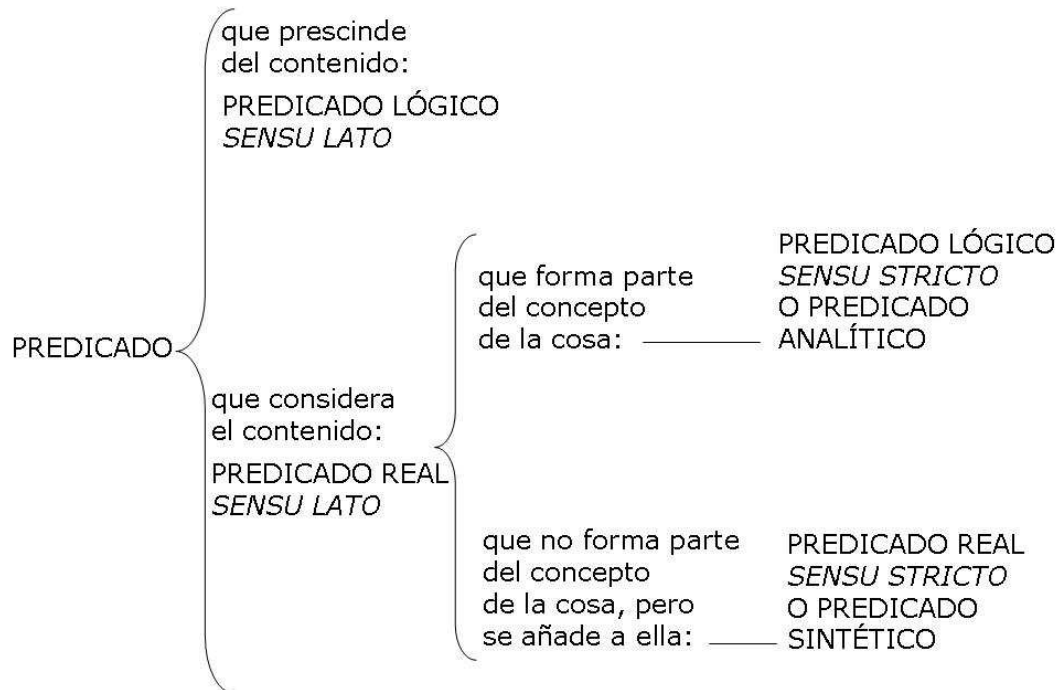 que prescinde
del contenido:
PREDICADO LÓGICO
SENSU LATO
PREDICADO
que considera
el contenido:
PREDICADO REAL
SENSU LATO
que forma parte
del concepto
de la cosa:
PREDICADO LÓGICO
SENSU STRICTO
O PREDICADO
ANALÍTICO
que no forma parte
del concepto
de la cosa, pero
se añade a ella:
PREDICADO REAL
SENSU STRICTO
O PREDICADO
SINTÉTICO